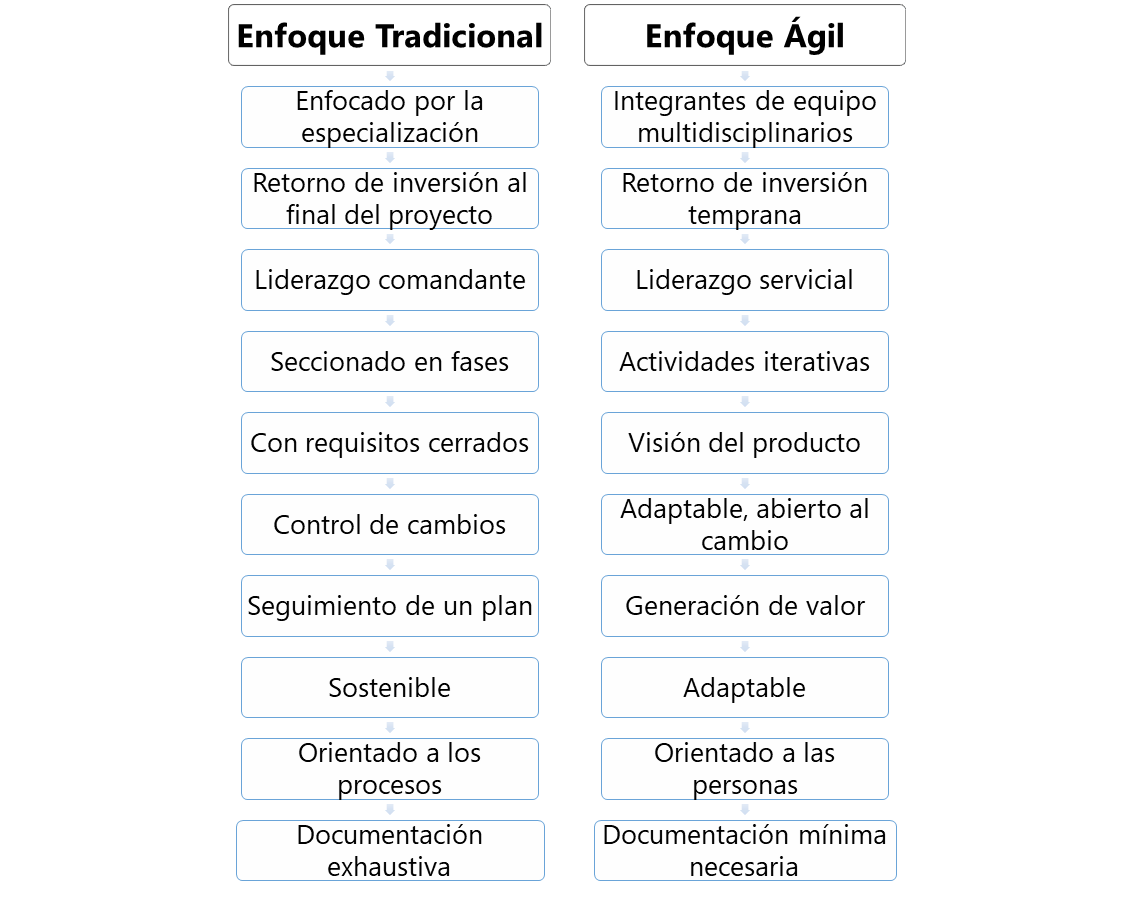 Enfoque Tradicional
Enfocado por la
especialización
Retorno de inversión al
final del proyecto
Liderazgo comandante
Seccionado en fases
Con requisitos cerrados
Control de cambios
Seguimiento de un plan
Sostenible
Orientado a los
procesos
Documentación
exhaustiva
Enfoque Ágil
Integrantes de equipo
multidisciplinarios
Retorno de inversión
temprana
Liderazgo servicial
Actividades iterativas
Visión del producto
Adaptable, abierto al
cambio
Generación de valor
Adaptable
Orientado a las
personas
Documentación mínima
necesaria